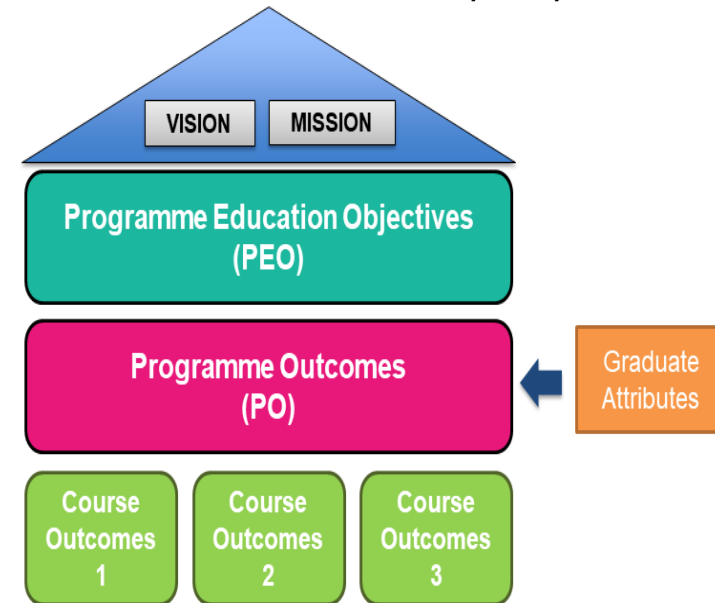 VISION
MISSION
Programme Education Objectives
(PEO)
Programme Outcomes
(PO)
Graduate
Attributes
Course
Outcomes
1
Course
Outcomes
2
Course
Outcomes
3